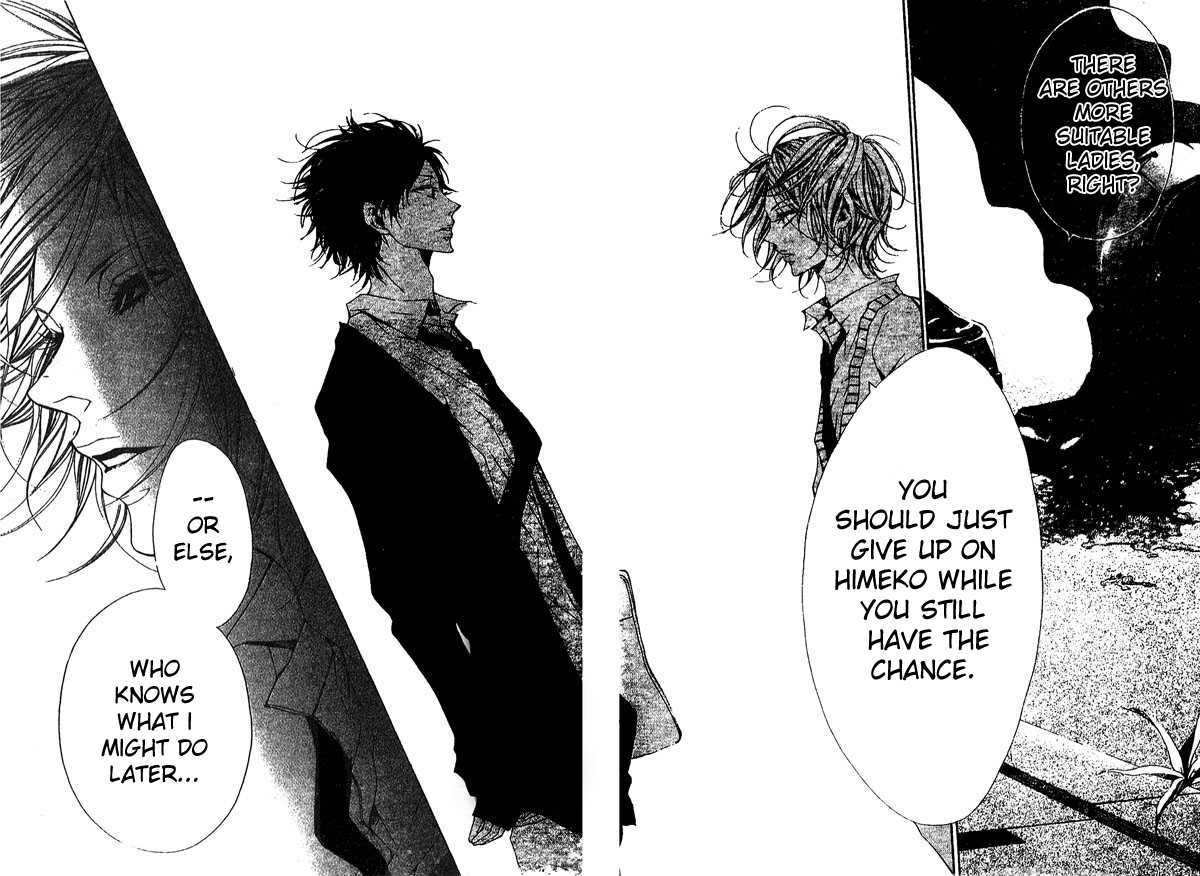 THERE
ARE OTHERS
MORE
SUITABLE
LADIES,
RIGHT?
YOU
SHOULD JUST
GIVE UP ON
HIMEKO WHILE
YOU STILL
HAVE THE
CHANCE.
--
OR
ELSE,
WHO
KNOWS
WHAT I
MIGHT DO
LATER...